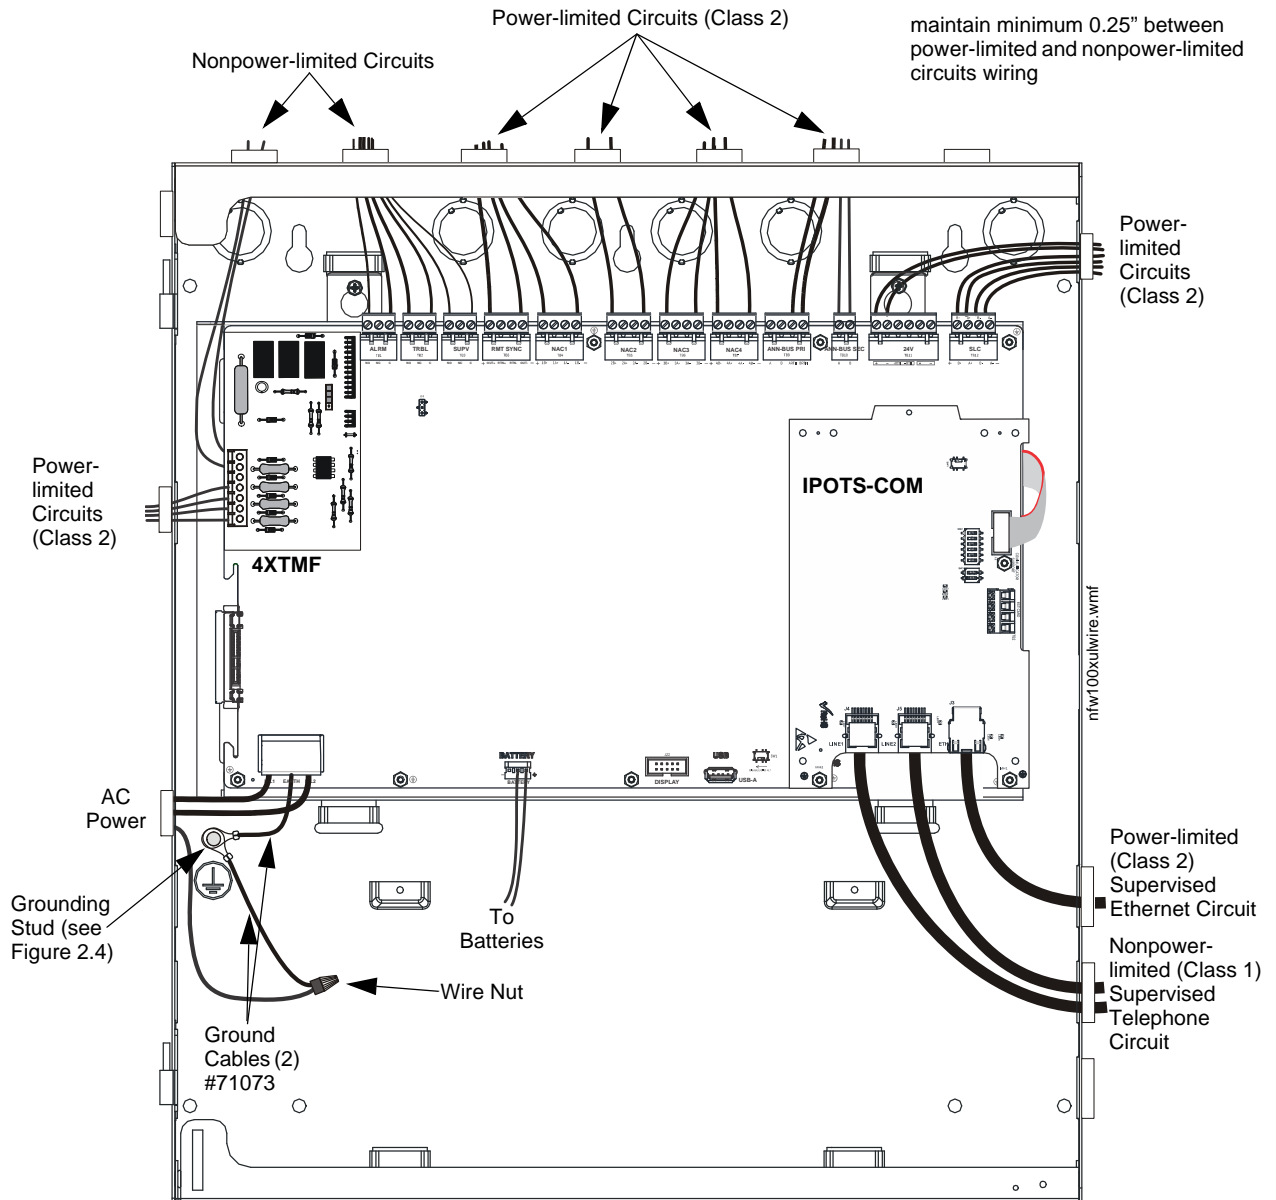 Power-limited Circuits (Class 2)
maintain minimum 0.25” between
power-limited and nonpower-limited
circuits wiring
Nonpower-limited Circuits
Power-
limited
Circuits
(Class 2)
ALRM
TRBL
SUPV
RMT SYNC
NAC1
NAC2
NAC3
NAC4
ANN-BUS PRI
ANN-BUS SEC
24V
SLC
Power-
limited
Circuits
(Class 2)
IPOTS-COM
4XTMF
nfw100xulwire.wmf
J4
J5
J3
LINE1
LINE2
BATTERY
BATTERY
DISPLAY
USB
USB-A
AC
Power
Grounding
Stud (see
Figure 2.4)
To
Batteries
Wire Nut
Ground
Cables (2)
#71073
Power-limited
(Class 2)
Supervised
Ethernet Circuit
Nonpower-
limited (Class 1)
Supervised
Telephone
Circuit